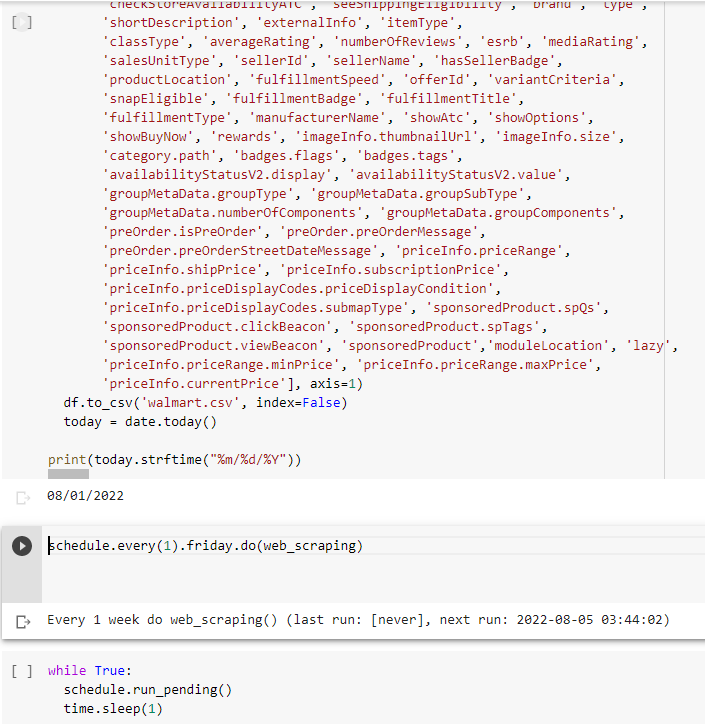 'checkStoreAvailabilityATC', 'seeShippingEligibility', 'brand', 'type',
'shortDescription', 'externalInfo', 'itemType',
'classType', 'averageRating', 'numberOfReviews', 'esrb', 'mediaRating',
'salesUnitType', 'sellerId', 'sellerName', 'hasSellerBadge',
'productLocation', 'fulfillmentSpeed', 'offerId', 'variantCriteria',
'snapEligible', 'fulfillmentBadge', 'fulfillmentTitle',
'fulfillmentType', 'manufacturerName', 'showAtc', 'showOptions',
'showBuyNow', 'rewards', 'imageInfo.thumbnailUrl', 'imageInfo.size',
'category.path', 'badges.flags', 'badges.tags',
'availabilityStatusV2.display', 'availabilityStatusV2.value',
'groupMetaData.groupType', 'groupMetaData.groupSubType',
'groupMetaData.numberOfComponents', 'groupMetaData.groupComponents',
'preOrder.isPreOrder', 'preOrder.preOrderMessage',
'preOrder.preOrderStreetDateMessage', 'priceInfo.priceRange',
'priceInfo.shipPrice', 'priceInfo.subscriptionPrice',
'priceInfo.priceDisplayCodes.priceDisplayCondition',
'priceInfo.priceDisplayCodes.submapType', 'sponsoredProduct.spQs',
'sponsoredProduct.clickBeacon', 'sponsoredProduct.spTags',
'sponsoredProduct.viewBeacon', 'sponsoredProduct','moduleLocation', 'lazy',
'priceInfo.priceRange.minPrice', 'priceInfo.priceRange.maxPrice',
'priceInfo.currentPrice'], axis=1)
df.to_csv('walmart.csv', index=False)
today = date.today()
print(today.strftime("%m/%d/%Y"))
08/01/2022
schedule.every(1).friday.do(web_scraping)
Every 1 week do web_scraping() (last run: [never], next run: 2022-08-05 03:44:02)
[ ] while True:
schedule.run_pending()
time.sleep(1)